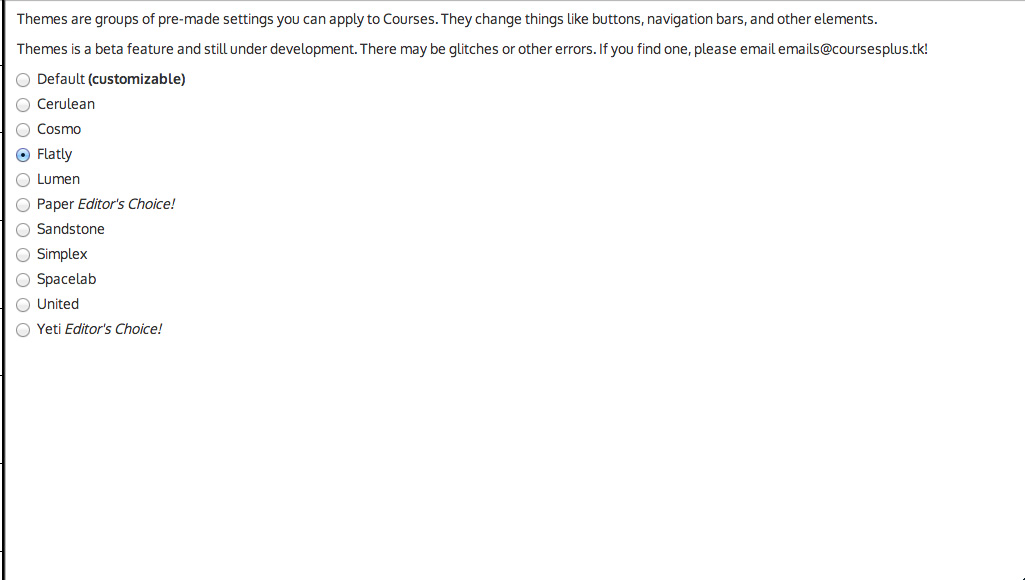 Themes are groups of pre-made settings you can apply to Courses. They change things like buttons, navigation bars, and other elements.
Themes is a beta feature and still under development. There may be glitches or other errors. If you find one, please email emails@coursesplus.tk!
Default (customizable)
Cerulean
Cosmo
Flatly
Lumen
Paper Editor's Choice!
Sandstone
Simplex
Spacelab
United
Yeti Editor's Choice!